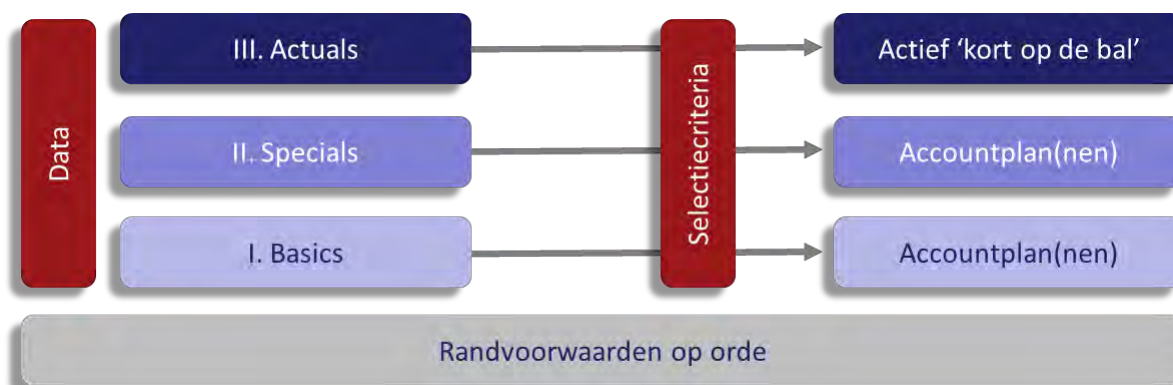 Data
III. Actuals
Selectiecriteria
Actief ‘kort op de bal’
II. Specials
Accountplan(nen)
I. Basics
Accountplan(nen)
Randvoorwaarden op orde